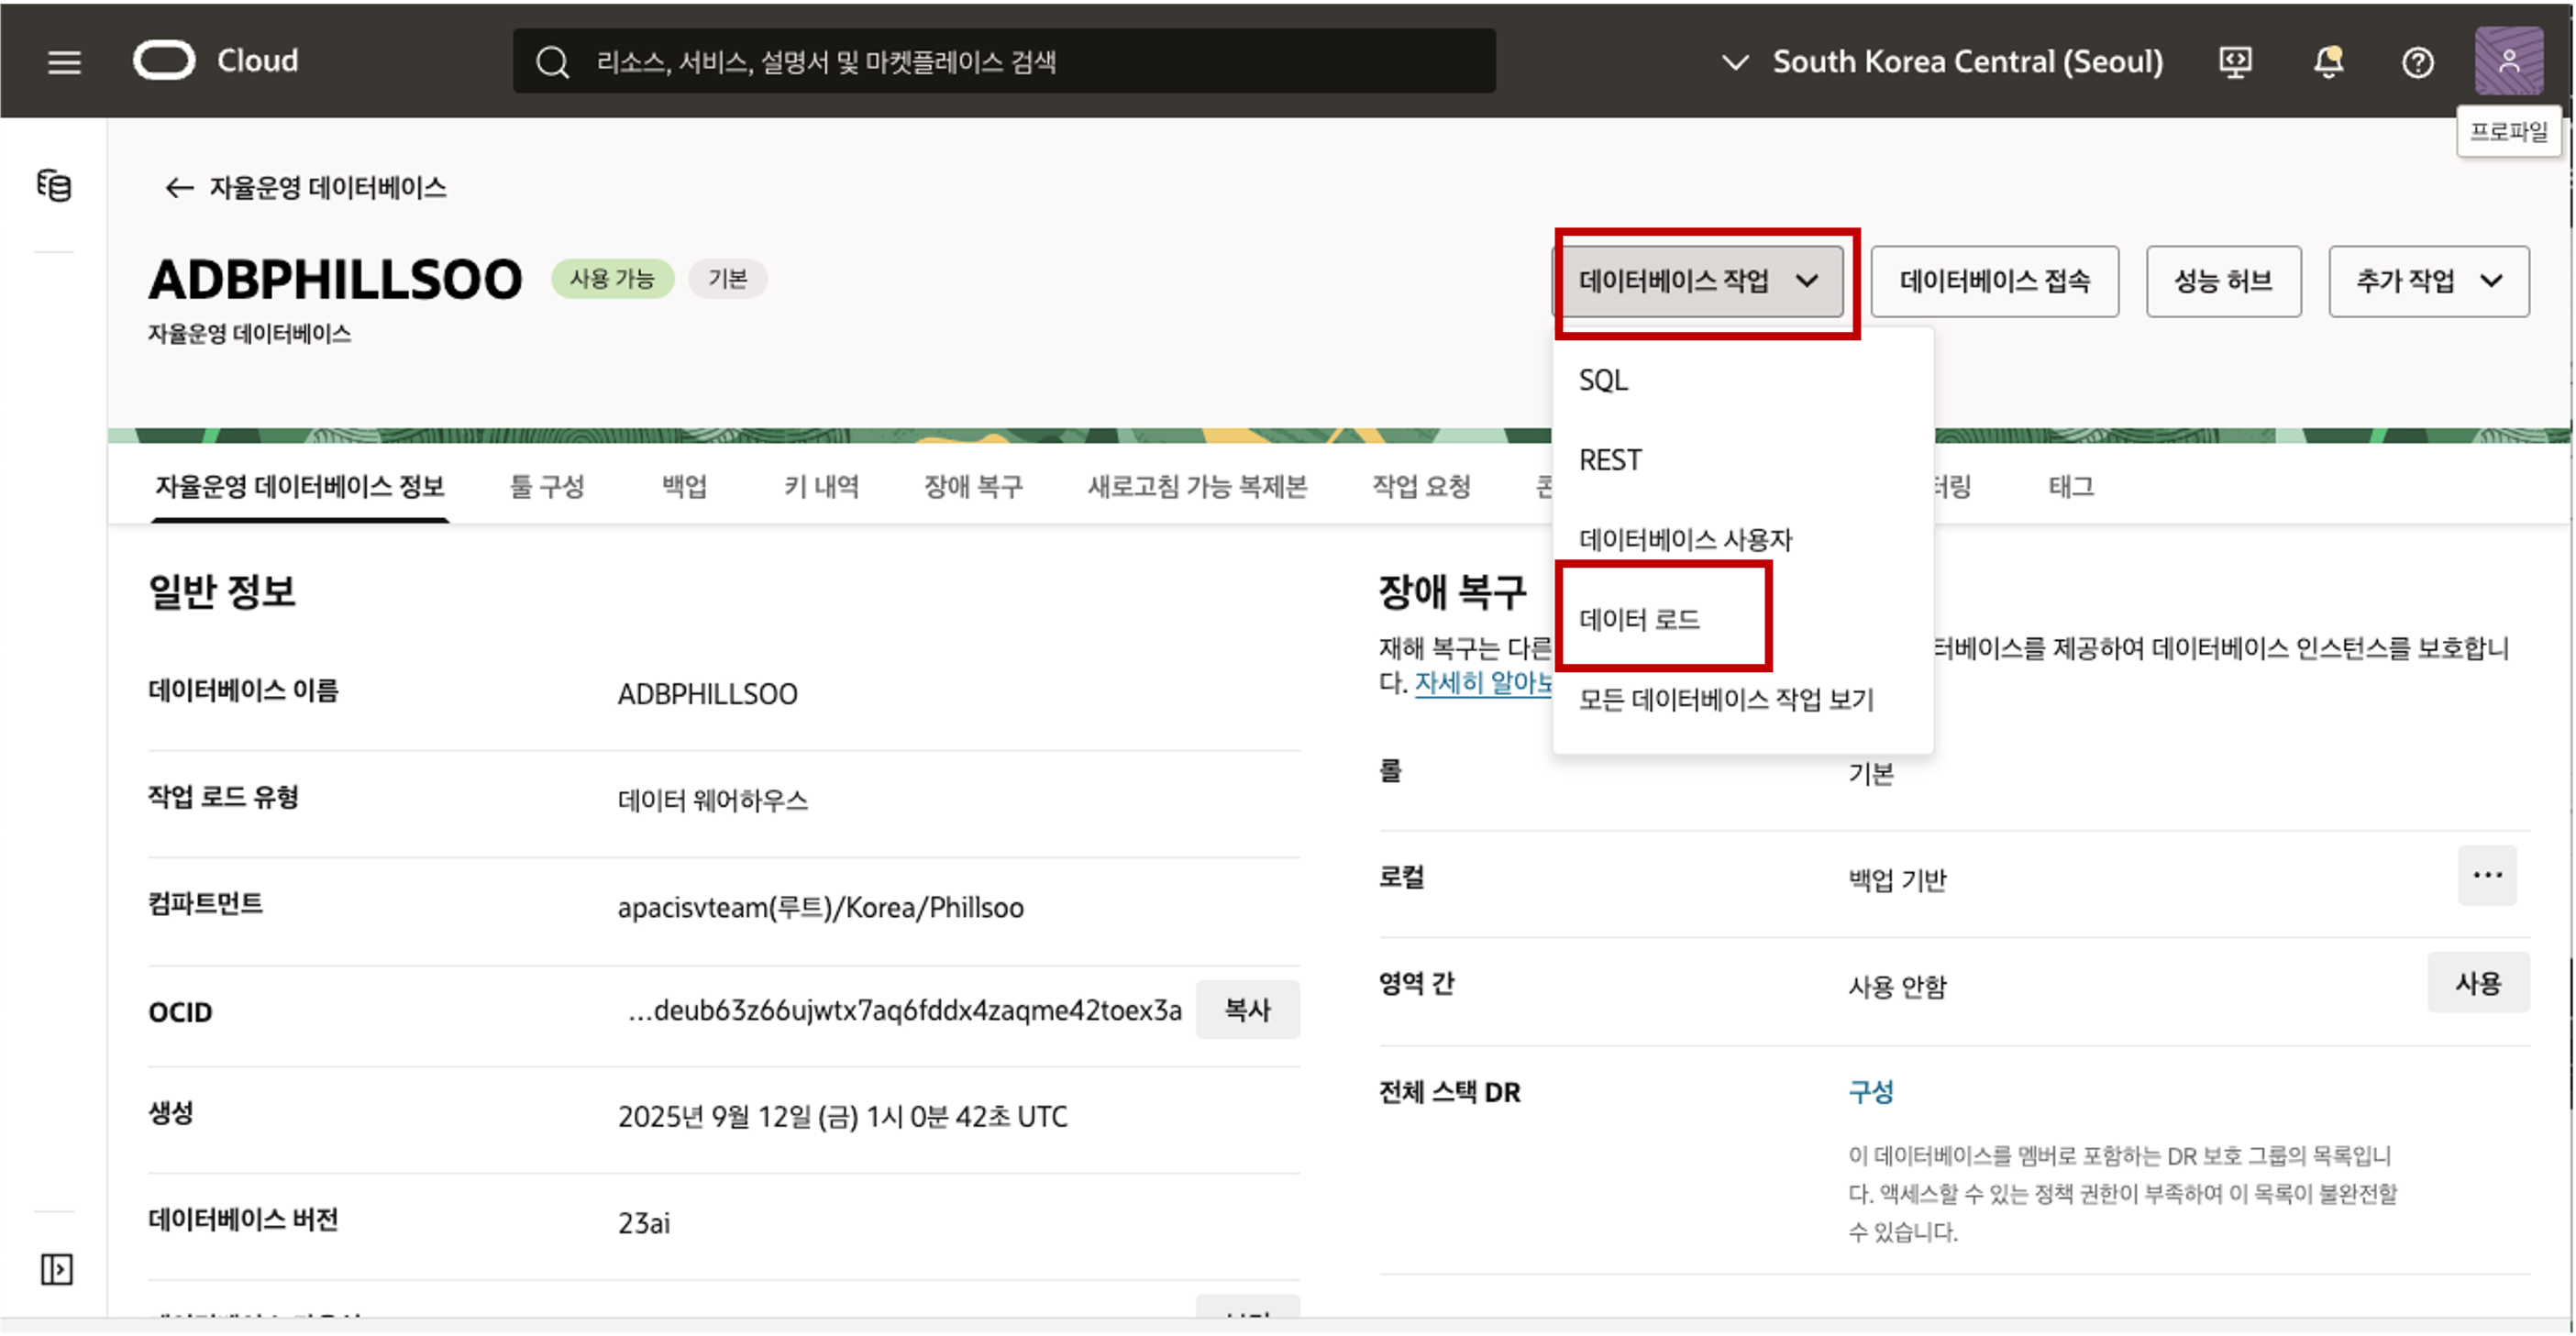 Cloud
리소스, 서비스, 설명서 및 마켓플레이스 검색
South Korea Central (Seoul)
프로파일
자율운영 데이터베이스
ADBPHILLSOO
사용 가능
기본
자율운영 데이터베이스
데이터베이스 작업
데이터베이스 접속
성능 허브
추가 작업
SQL
REST
데이터베이스 사용자
데이터 로드
모든 데이터베이스 작업 보기
자율운영 데이터베이스 정보
툴 구성
백업
키 내역
장애 복구
새로고침 가능 복제본
작업 요청
태그
일반 정보
데이터베이스 이름
ADBPHILLSOO
작업 로드 유형
데이터 웨어하우스
컴파트먼트
apacisvteam(루트)/Korea/Phillsoo
OCID
...deub63z66ujwtx7aq6fddx4zaqme42toex3a
복사
생성
2025년 9월 12일 (금) 1시 0분 42초 UTC
데이터베이스 버전
23ai
장애 복구
재해 복구는 다른 터베이스를 제공하여 데이터베이스 인스턴스를 보호합니
다. 자세히 알아보
롤
기본
로컬
백업 기반
영역 간
사용 안함
사용
전체 스택 DR
구성
이 데이터베이스를 멤버로 포함하는 DR 보호 그룹의 목록입니
다. 액세스할 수 있는 정책 권한이 부족하여 이 목록이 불완전할
수 있습니다.